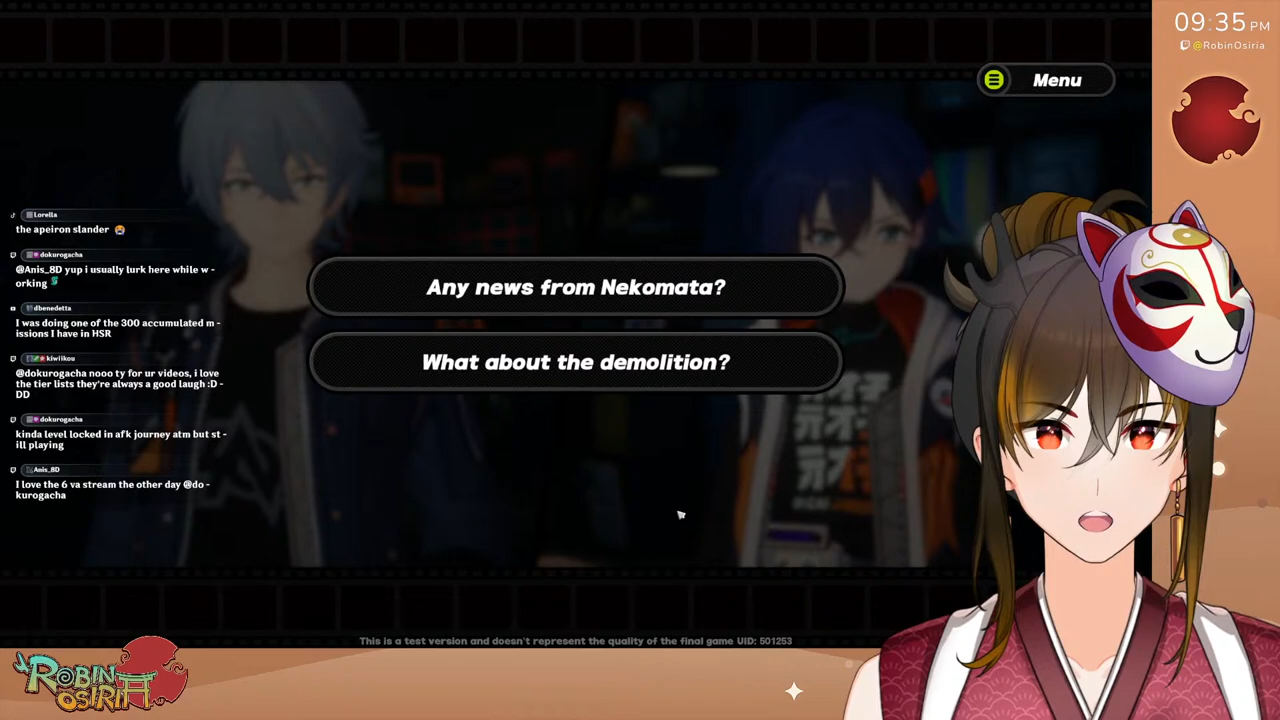 09:35 PM
@RobinOsiria
Menu
Any news from Nekomata?
What about the demolition?
Lorella
the apeiron slander
dokurogacha
@Anis_8D yup i usually lurk here while w -
orking
dbenedetta
I was doing one of the 300 accumulated m -
issions I have in HSR
kiwiikou
@dokurogacha nooo ty for ur videos, i love
the tier lists they're always a good laugh :D -
DD
dokurogacha
kinda level locked in afk journey atm but st -
ill playing
Anis_8D
I love the 6 va stream the other day @do -
kurogacha
This is a test version and doesn't represent the quality of the final game UID: 501253
ROBIN
OSIRIA